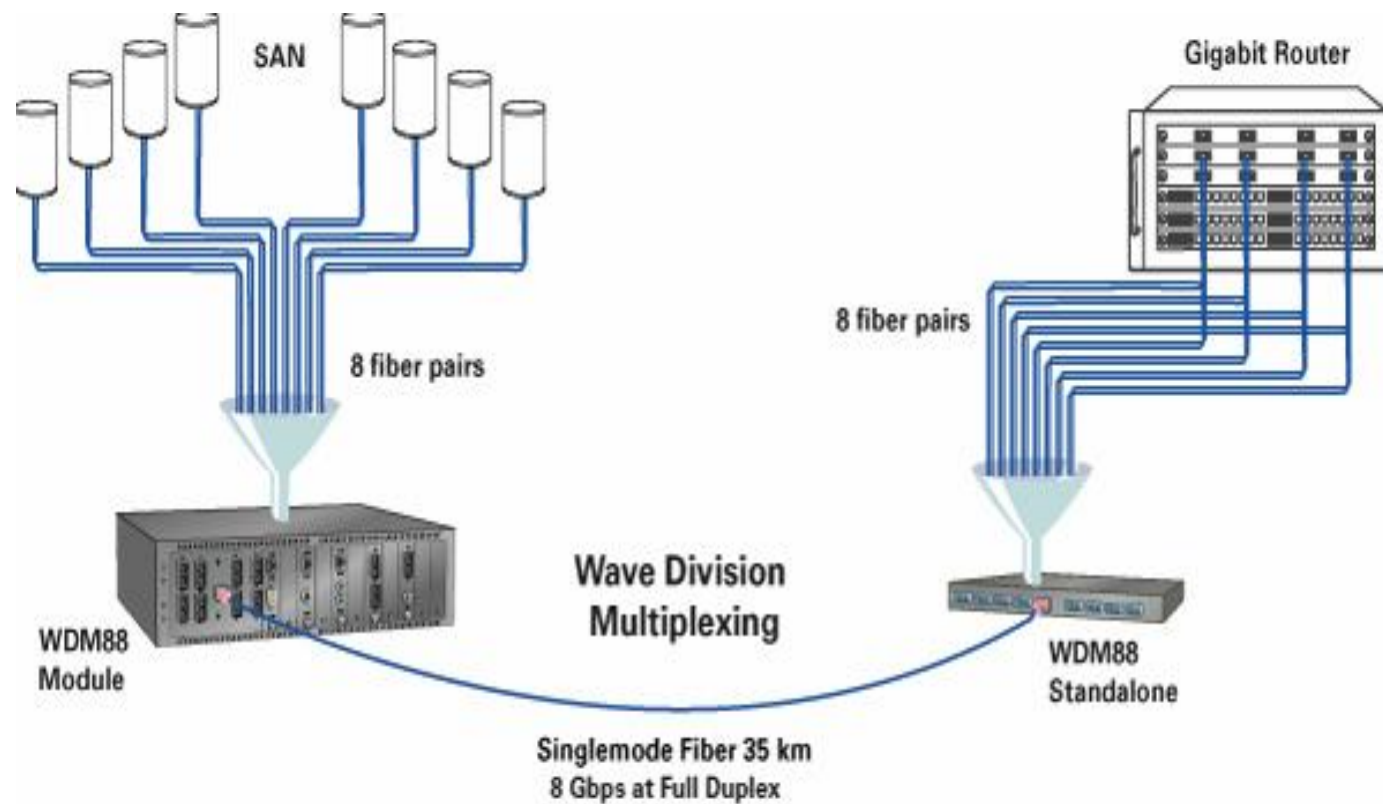 SAN
Gigabit Router
8 fiber pairs
8 fiber pairs
Wave Division
Multiplexing
WDM88
Module
WDM88
Standalone
Singlemode Fiber 35 km
8 Gbps at Full Duplex